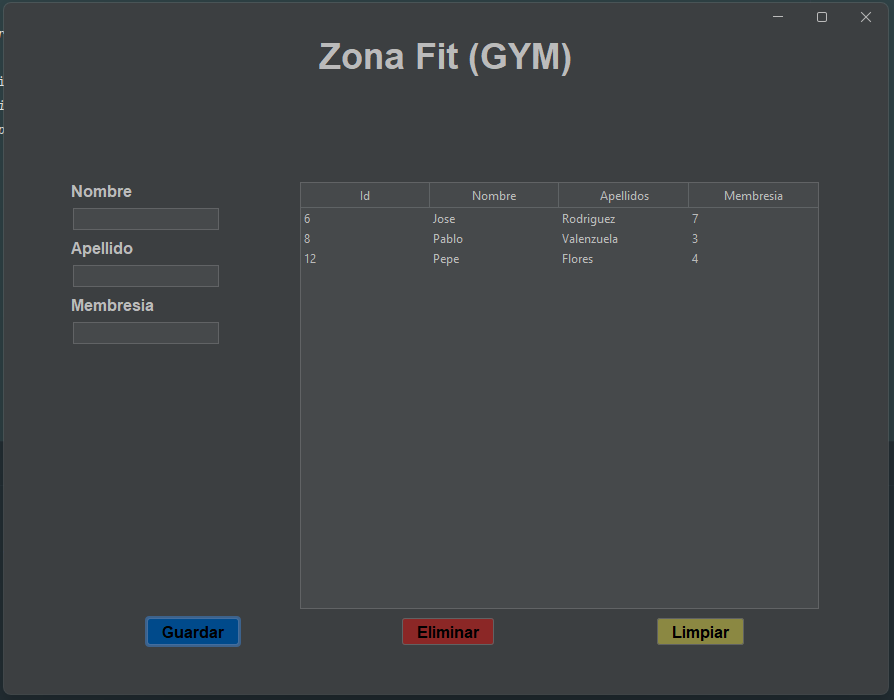 Zona Fit (GYM)
Nombre
Apellido
Membresia
Id Nombre Apellidos Membresia
6 Jose Rodriguez 7
8 Pablo Valenzuela 3
12 Pepe Flores 4
Guardar Eliminar Limpiar